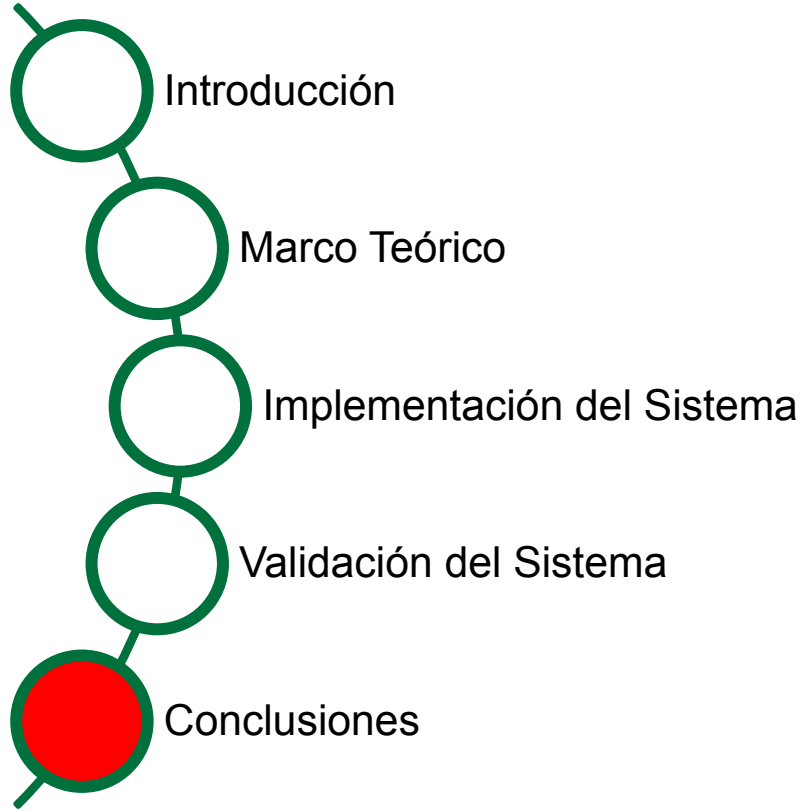 Introducción
Marco Teórico
Implementación del Sistema
Validación del Sistema
Conclusiones